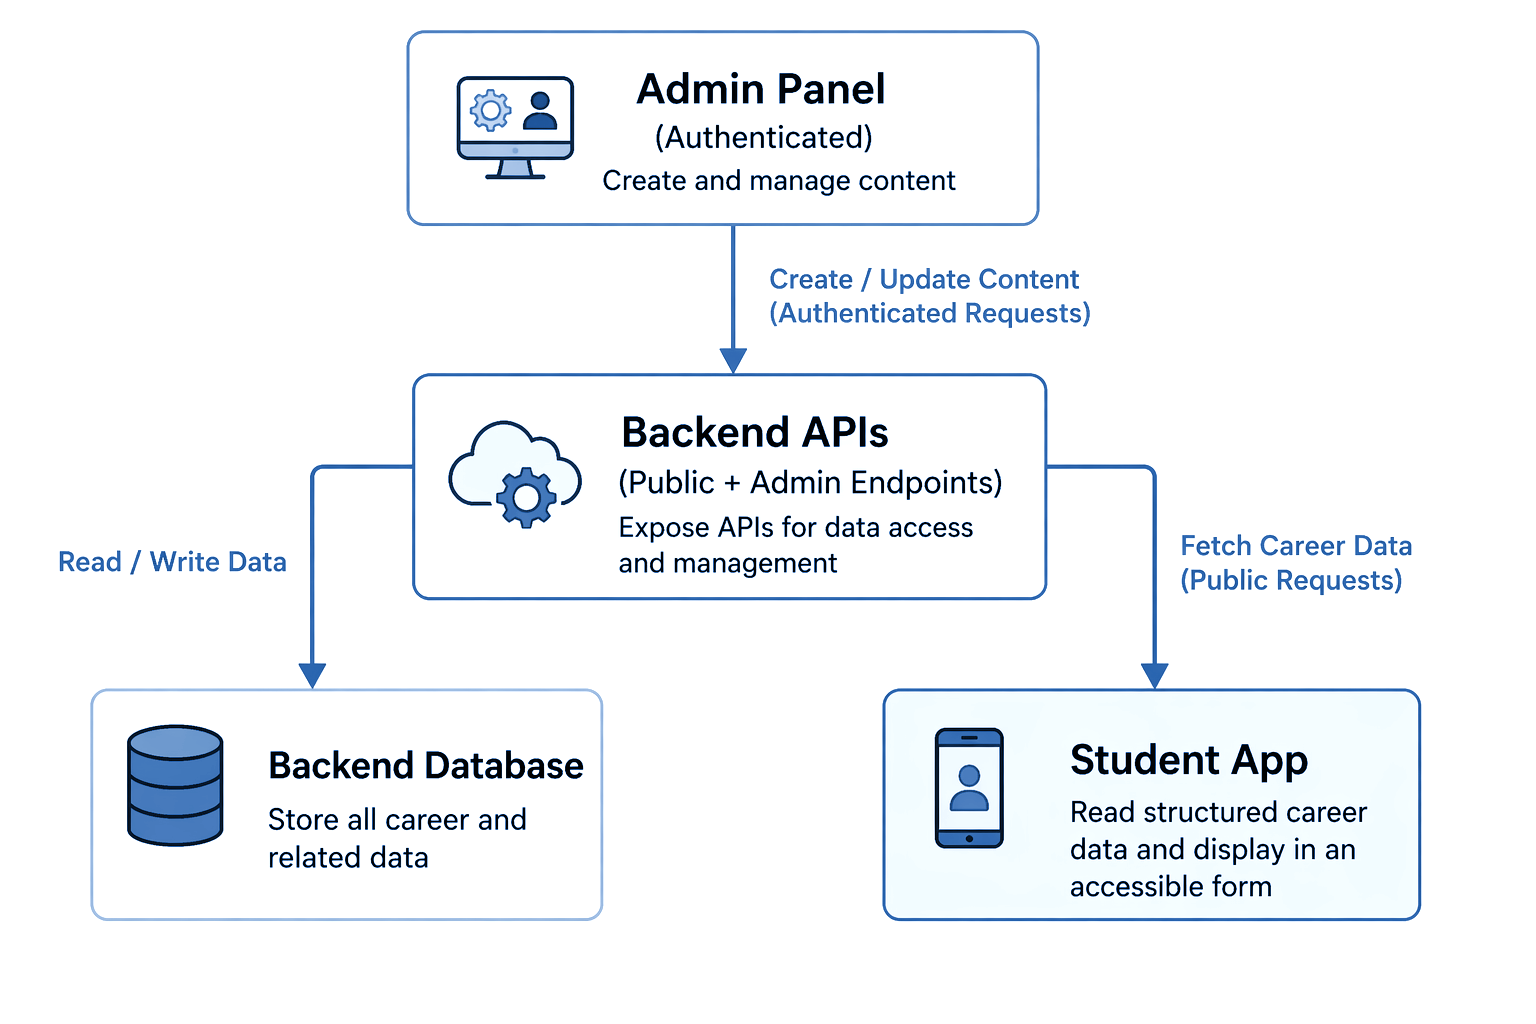 Admin Panel
(Authenticated)
Create and manage content
Create / Update Content
(Authenticated Requests)
Backend APIs
(Public + Admin Endpoints)
Expose APIs for data access
and management
Read / Write Data
Fetch Career Data
(Public Requests)
Backend Database
Store all career and
related data
Student App
Read structured career
data and display in an
accessible form